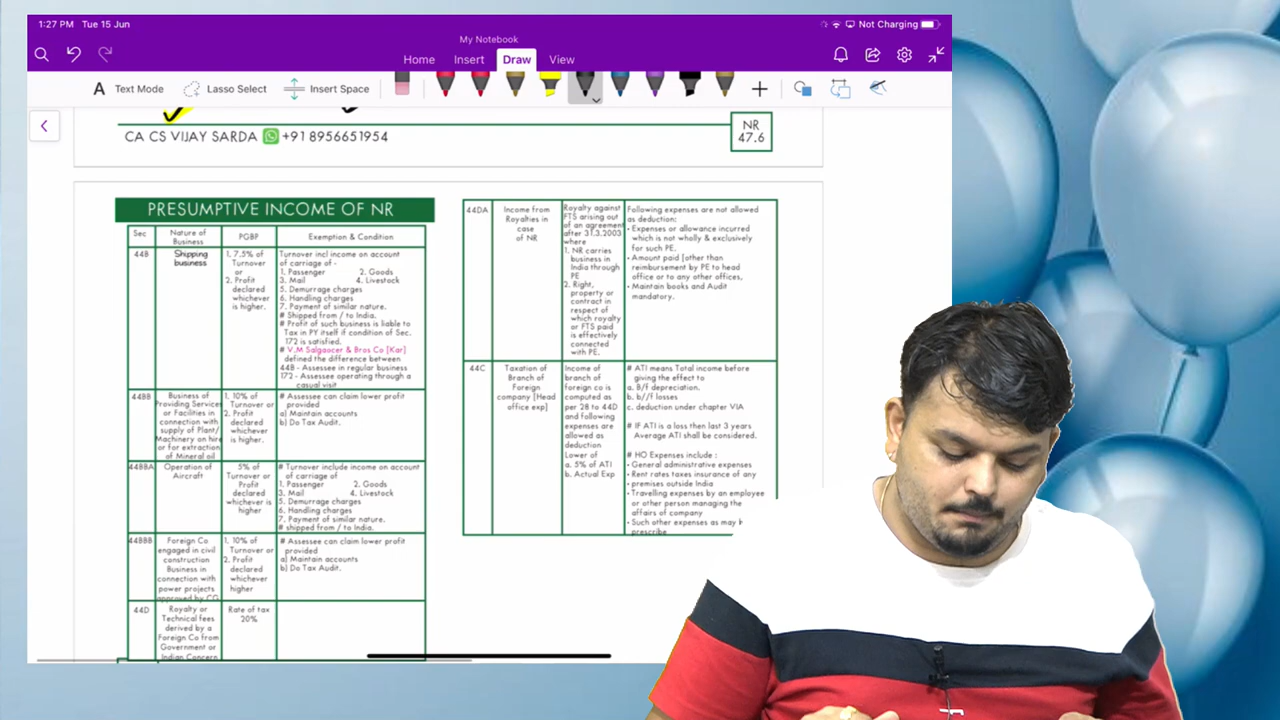 1:27 PM Tue 15 Jun
Not Charging
My Notebook
Home Insert Draw View
Text Mode
Lasso Select
Insert Space
CA CS VIJAY SARDA +91 8956651954
NR
47.6
PRESUMPTIVE INCOME OF NR
Sec
Nature of
Business
PGBP
Exemption & Condition
44B
Shipping
business
1. 7.5% of
Turnover
or
2. Profit
declared
whichever
is higher.
Turnover incl income on account
of carriage of -
1. Passenger 2. Goods
3. Mail 4. Livestock
5. Demurrage charges
6. Handling charges
7. Payment of similar nature.
# Shipped from / to India.
# Profit of such business is liable to
Tax in PY itself if condition of Sec.
172 is satisfied.
# V.M Salgaocer & Bros Co [Kar]
defined the difference between
44B - Assessee in regular business
172 - Assessee operating through a
casual visit
44BB
Business of
Providing Services
or Facilities in
connection with
supply of Plant/
Machinery on hire
or for extraction
of Mineral oil
1. 10% of
Turnover or
2. Profit
declared
whichever
is higher.
# Assessee can claim lower profit
provided
a) Maintain accounts
b) Do Tax Audit.
44BBA
Operation of
Aircraft
5% of
Turnover or
Profit
declared
whichever is
higher
# Turnover include income on account
of carriage of
1. Passenger 2. Goods
3. Mail 4. Livestock
5. Demurrage charges
6. Handling charges
7. Payment of similar nature.
# shipped from / to India.
44BBB
Foreign Co
engaged in civil
construction
Business in
connection with
power projects
approved by CG
1. 10% of
Turnover or
2. Profit
declared
whichever
higher
# Assessee can claim lower profit
provided
a) Maintain accounts
b) Do Tax Audit.
44D
Royalty or
Technical fees
derived by a
Foreign Co from
Government or
Indian Concern
Rate of tax
20%
44DA
Income from
Royalties in
case
of NR
Royalty against
FTS arising out
of an agreement
after 31.3.2003
where
1. NR carries
business in
India through
PE
2. Right,
property or
contract in
respect of
which royalty
or FTS paid
is effectively
connected
with PE.
Following expenses are not allowed
as deduction:
• Expenses or allowance incurred
which is not wholly & exclusively
for such PE.
• Amount paid [other than
reimbursement by PE to head
office or to any other offices,
• Maintain books and Audit
mandatory.
44C
Taxation of
Branch of
Foreign
company [Head
office exp]
Income of
branch of
foreign co is
computed as
per 28 to 44D
and following
expenses are
allowed as
deduction
Lower of
a. 5% of ATI
b. Actual Exp
# ATI means Total income before
giving the effect to
a. B/f depreciation.
b. b//f losses
c. deduction under chapter VIA
# IF ATI is a loss then last 3 years
Average ATI shall be considered.
# HO Expenses include :
• General administrative expenses
• Rent rates taxes insurance of any
• premises outside India
• Travelling expenses by an employee
or other person managing the
affairs of company
• Such other expenses as may b
prescribe